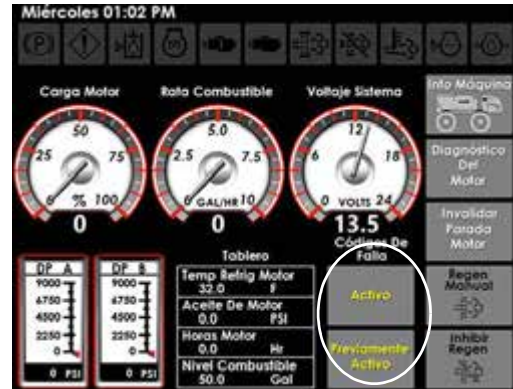 Miércoles 01:02 PM
(P)
Carga Motor
Rata Combustible
Voltaje Sistema
Info Máquina
25
50
75
% 100
0
2.5
5.0
7.5
0 GAL/HR 10
0
6
12
18
0 VOLTS 24
13.5
Diagnóstico
Del
Motor
Invalidar
Parada
Motor
Códigos De
Falla
Tablero
DP A
9000
6750
4500
2250
0
0 PSI
DP B
9000
6750
4500
2250
0
0 PSI
Temp Refrig Motor
32.0 F
Aceite De Motor
0.0 PSI
Horas Motor
0.0 Hr
Nivel Combustible
50.0 Gal
Activo
Previamente
Activo
Regen
Manual
Inhibir
Regen